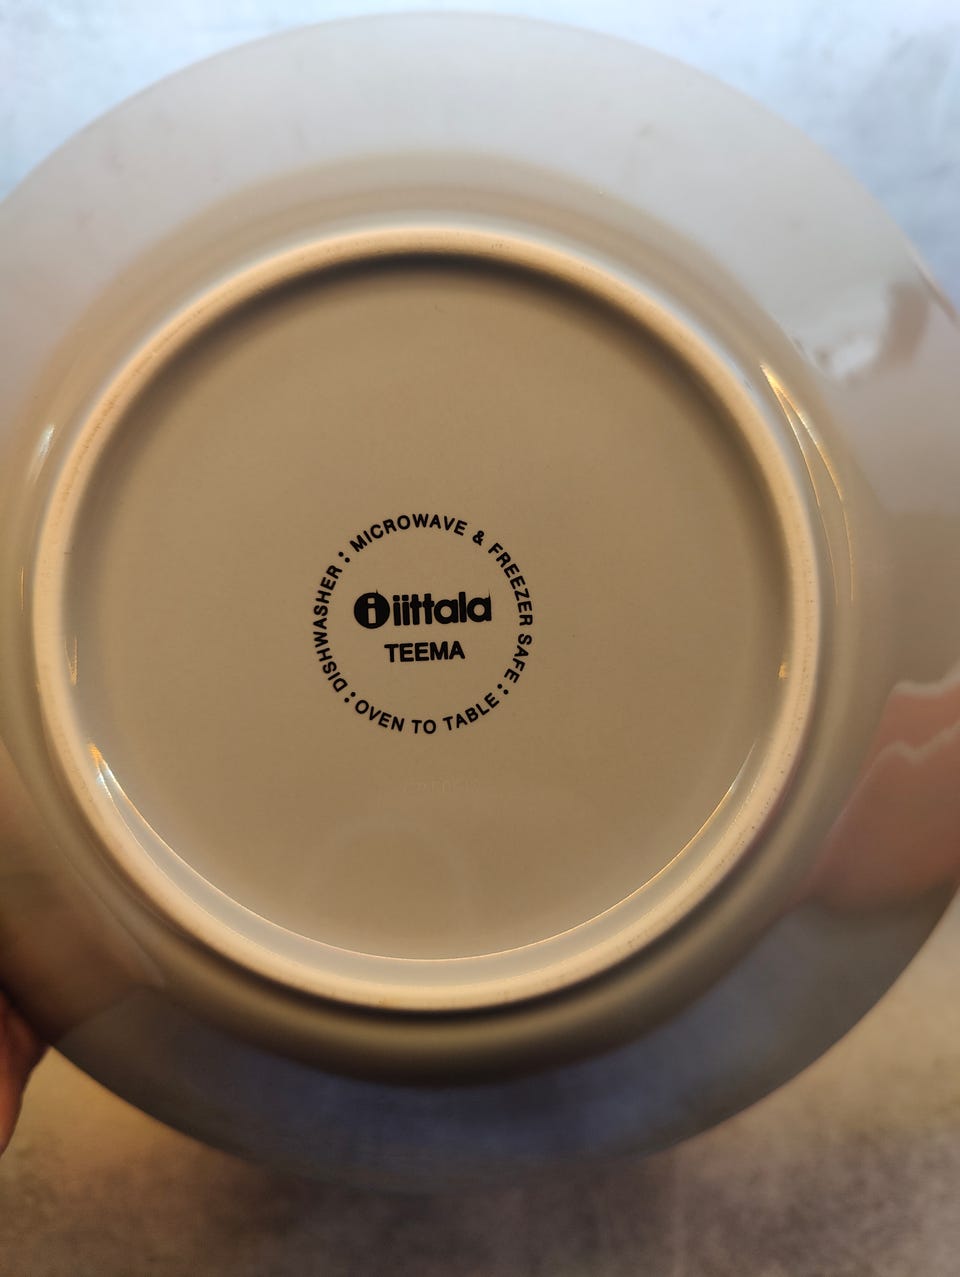 MICROWAVE & FREEZER SAFE :
OVEN TO TABLE :
DISHWASHER :
i iittala
TEEMA